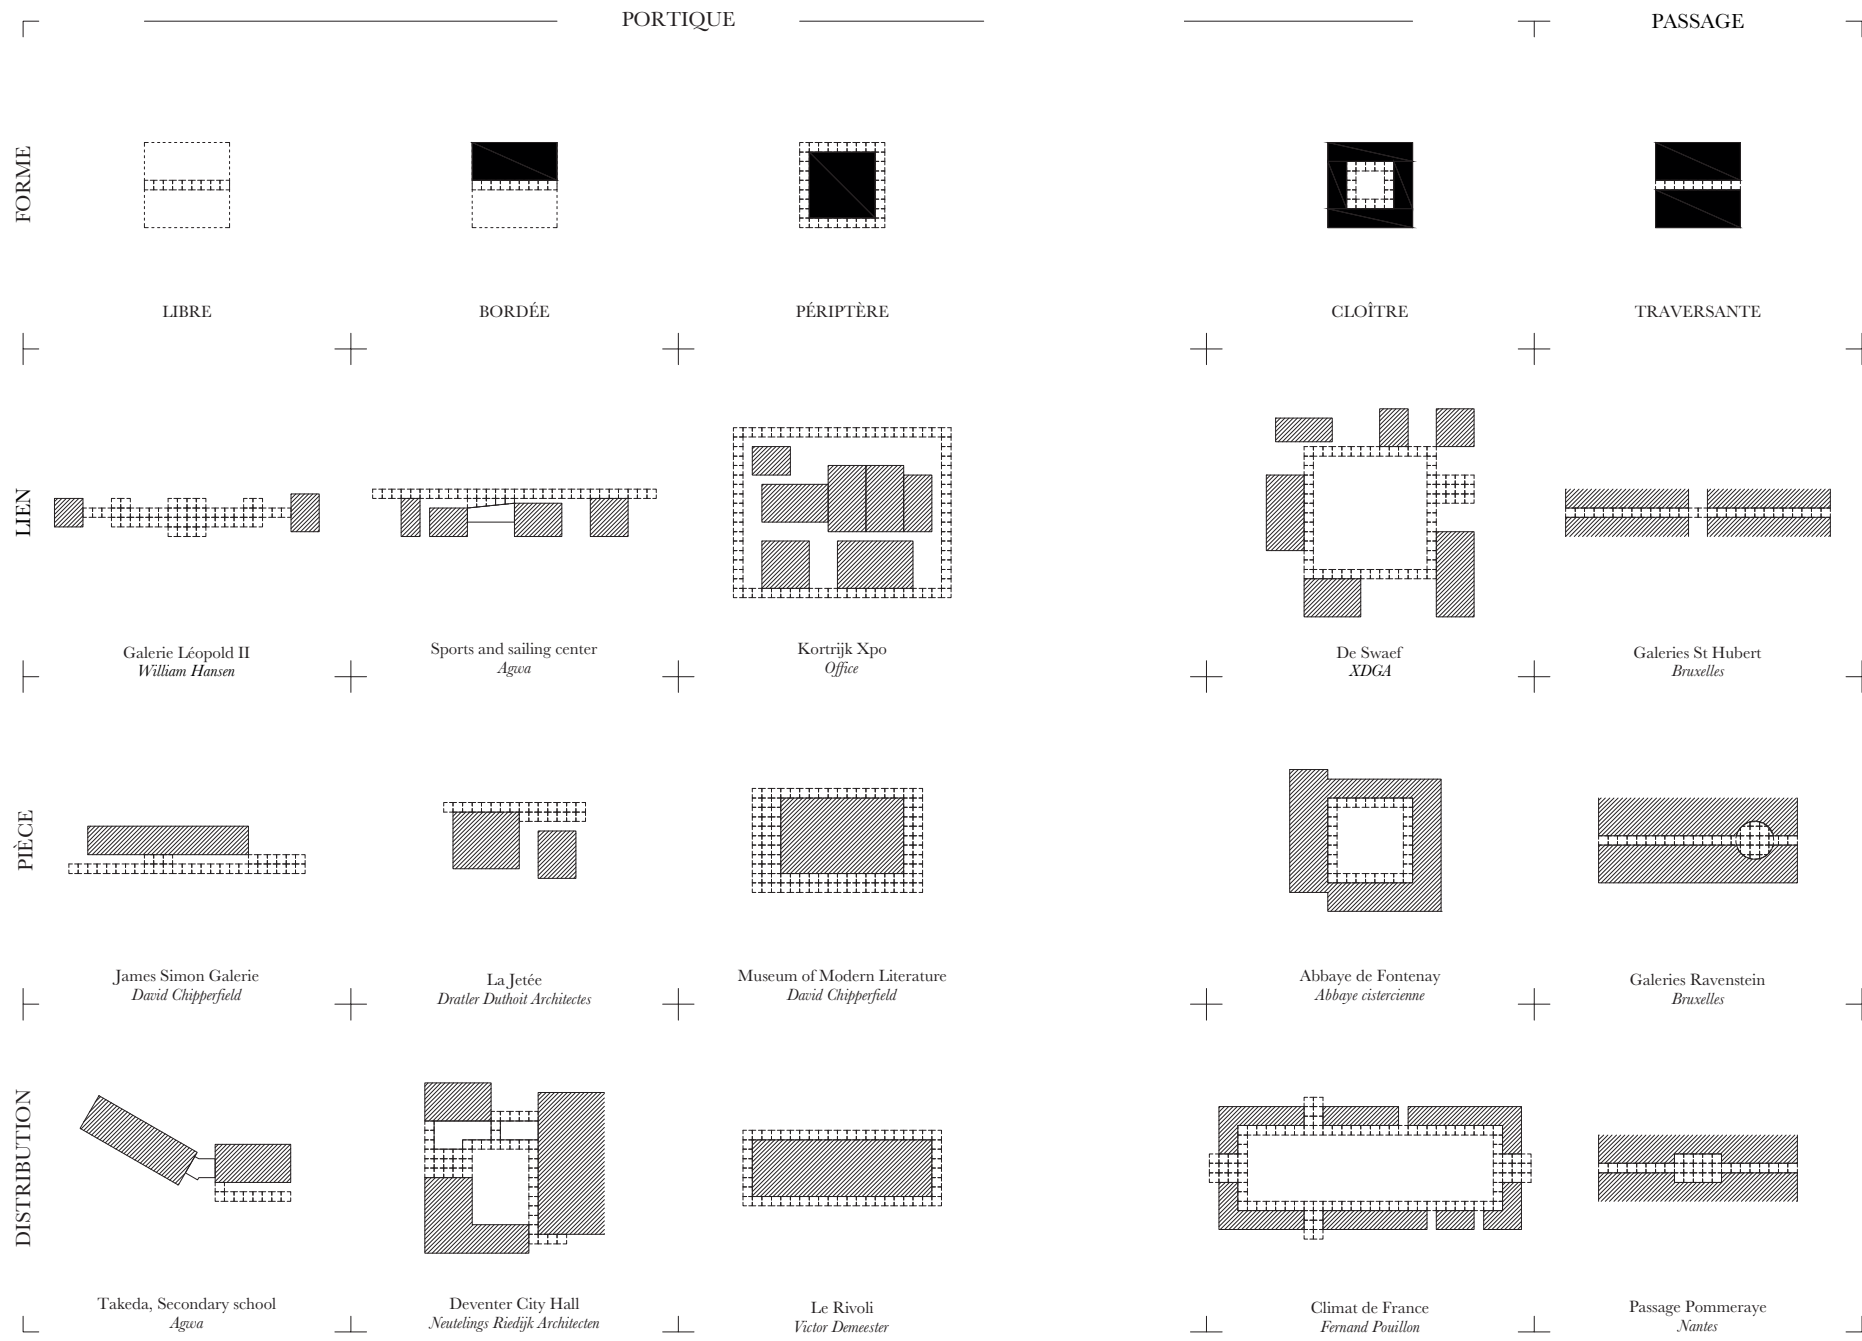 PORTIQUE
PASSAGE
FORME
LIBRE
BORDÉE
PÉRIPTÈRE
CLOÎTRE
TRAVERSANTE
LIEN
Galerie Léopold II
William Hansen
Sports and sailing center
Agwa
Kortrijk Xpo
Office
De Swaef
XDGA
Galeries St Hubert
Bruxelles
PIÈCE
James Simon Galerie
David Chipperfield
La Jetée
Dratler Duthoit Architectes
Museum of Modern Literature
David Chipperfield
Abbaye de Fontenay
Abbaye cistercienne
Galeries Ravenstein
Bruxelles
DISTRIBUTION
Takeda, Secondary school
Agwa
Deventer City Hall
Neutelings Riedijk Architecten
Le Rivoli
Victor Demeester
Climat de France
Fernand Pouillon
Passage Pommeraye
Nantes